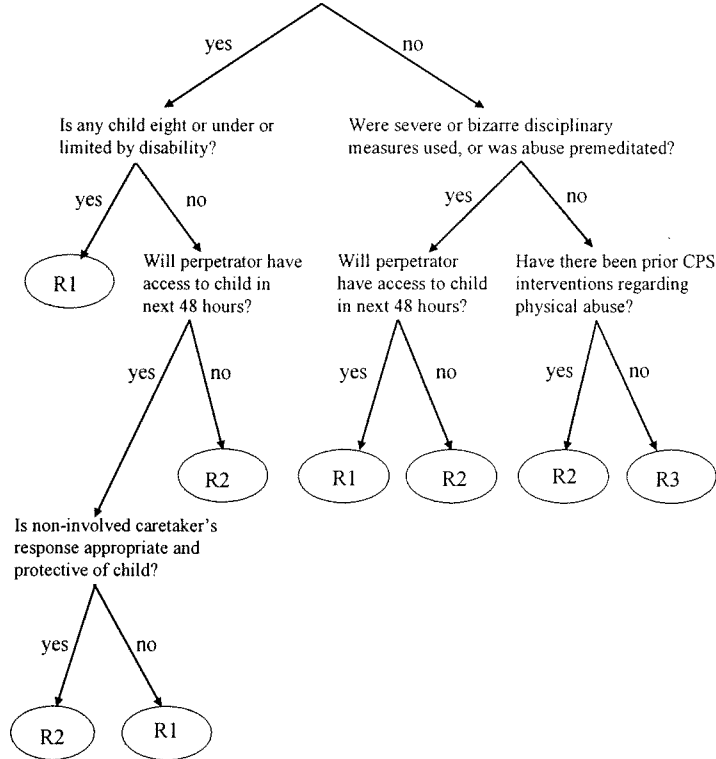 yes
no
Is any child eight or under or
limited by disability?
Were severe or bizarre disciplinary
measures used, or was abuse premeditated?
yes
no
yes
no
R1
Will perpetrator have
access to child in
next 48 hours?
Will perpetrator
have access to child
in next 48 hours?
Have there been prior CPS
interventions regarding
physical abuse?
yes
no
yes
no
yes
no
R2
R1
R2
R2
R3
Is non-involved caretaker's
response appropriate and
protective of child?
yes
no
R2
R1